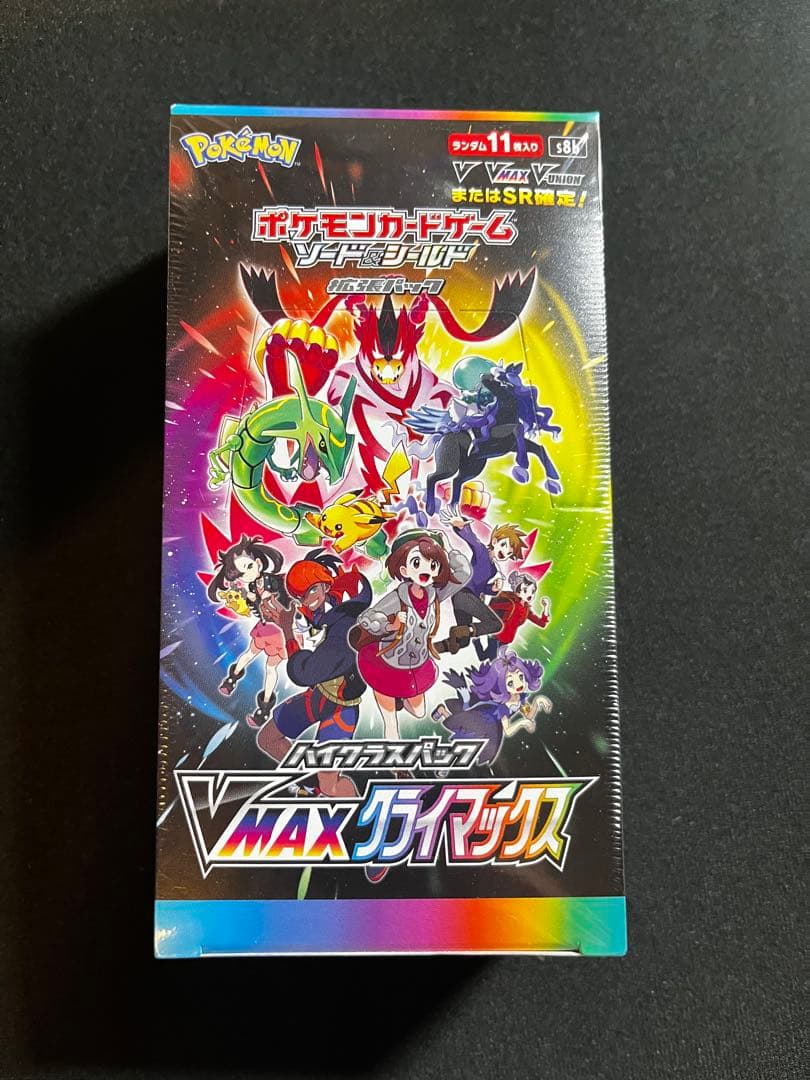 Pokémon™
ランダム11枚入り s8b
V VMAX V-UNION
またはSR確定!
ポケモンカードゲーム
ソード&シールド
拡張パック
ハイクラスパック
VMAXクライマックス